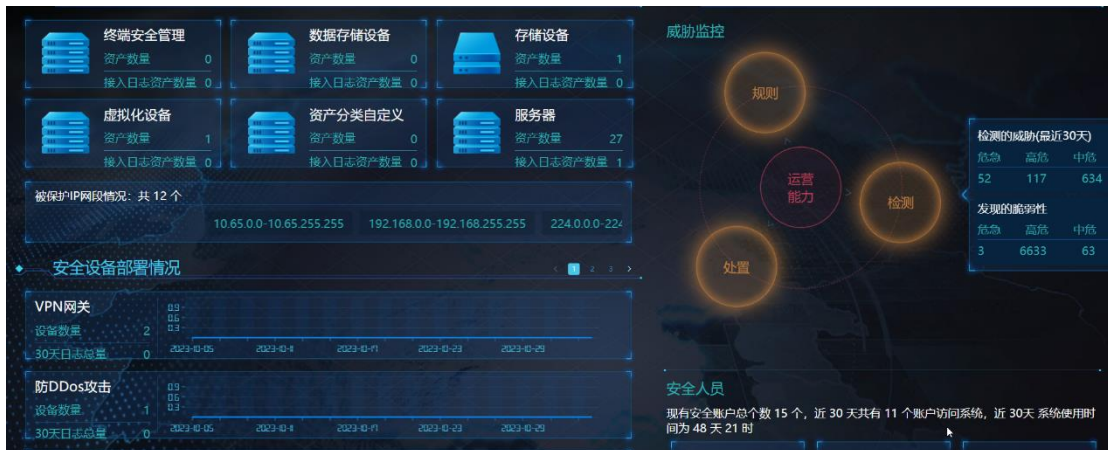 终端安全管理
资产数量 0
接入日志资产数量 0
数据存储设备
资产数量 0
接入日志资产数量 0
存储设备
资产数量 1
接入日志资产数量 0
虚拟化设备
资产数量 1
接入日志资产数量 0
资产分类自定义
资产数量 0
接入日志资产数量 0
服务器
资产数量 27
接入日志资产数量 1
被保护IP网段情况：共 12 个
10.65.0.0-10.65.255.255 192.168.0.0-192.168.255.255 224.0.0.0-224
安全设备部署情况
< 1 2 3 >
VPN网关
设备数量 2
30天日志总量 0
0.9
0.6
0.3
2023-10-05 2023-10-11 2023-10-17 2023-10-23 2023-10-29
防DDos攻击
设备数量 1
30天日志总量 0
0.9
0.6
0.3
2023-10-05 2023-10-11 2023-10-17 2023-10-23 2023-10-29
威胁监控
规则
运营
能力
检测
处置
检测的威胁(最近30天)
危急 高危 中危
52 117 634
发现的脆弱性
危急 高危 中危
3 6633 63
安全人员
现有安全账户总个数 15 个，近 30 天共有 11 个账户访问系统，近 30天 系统使用时
间为 48 天 21 时